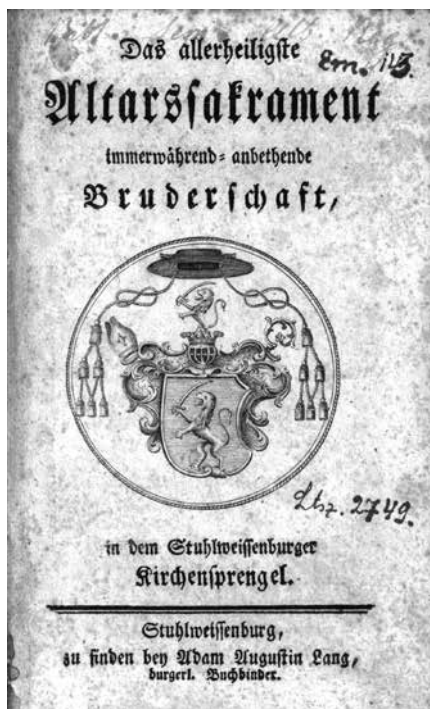 Das allerheiligste
Em. 113.
Altarssakrament
immerwährend= anbethende
Bruderschaft,
Ltsz. 2749.
in dem Stuhlweissenburger
Kirchensprengel.
Stuhlweissenburg,
zu finden bey Adam Augustin Lang,
burgerl. Buchbinder.